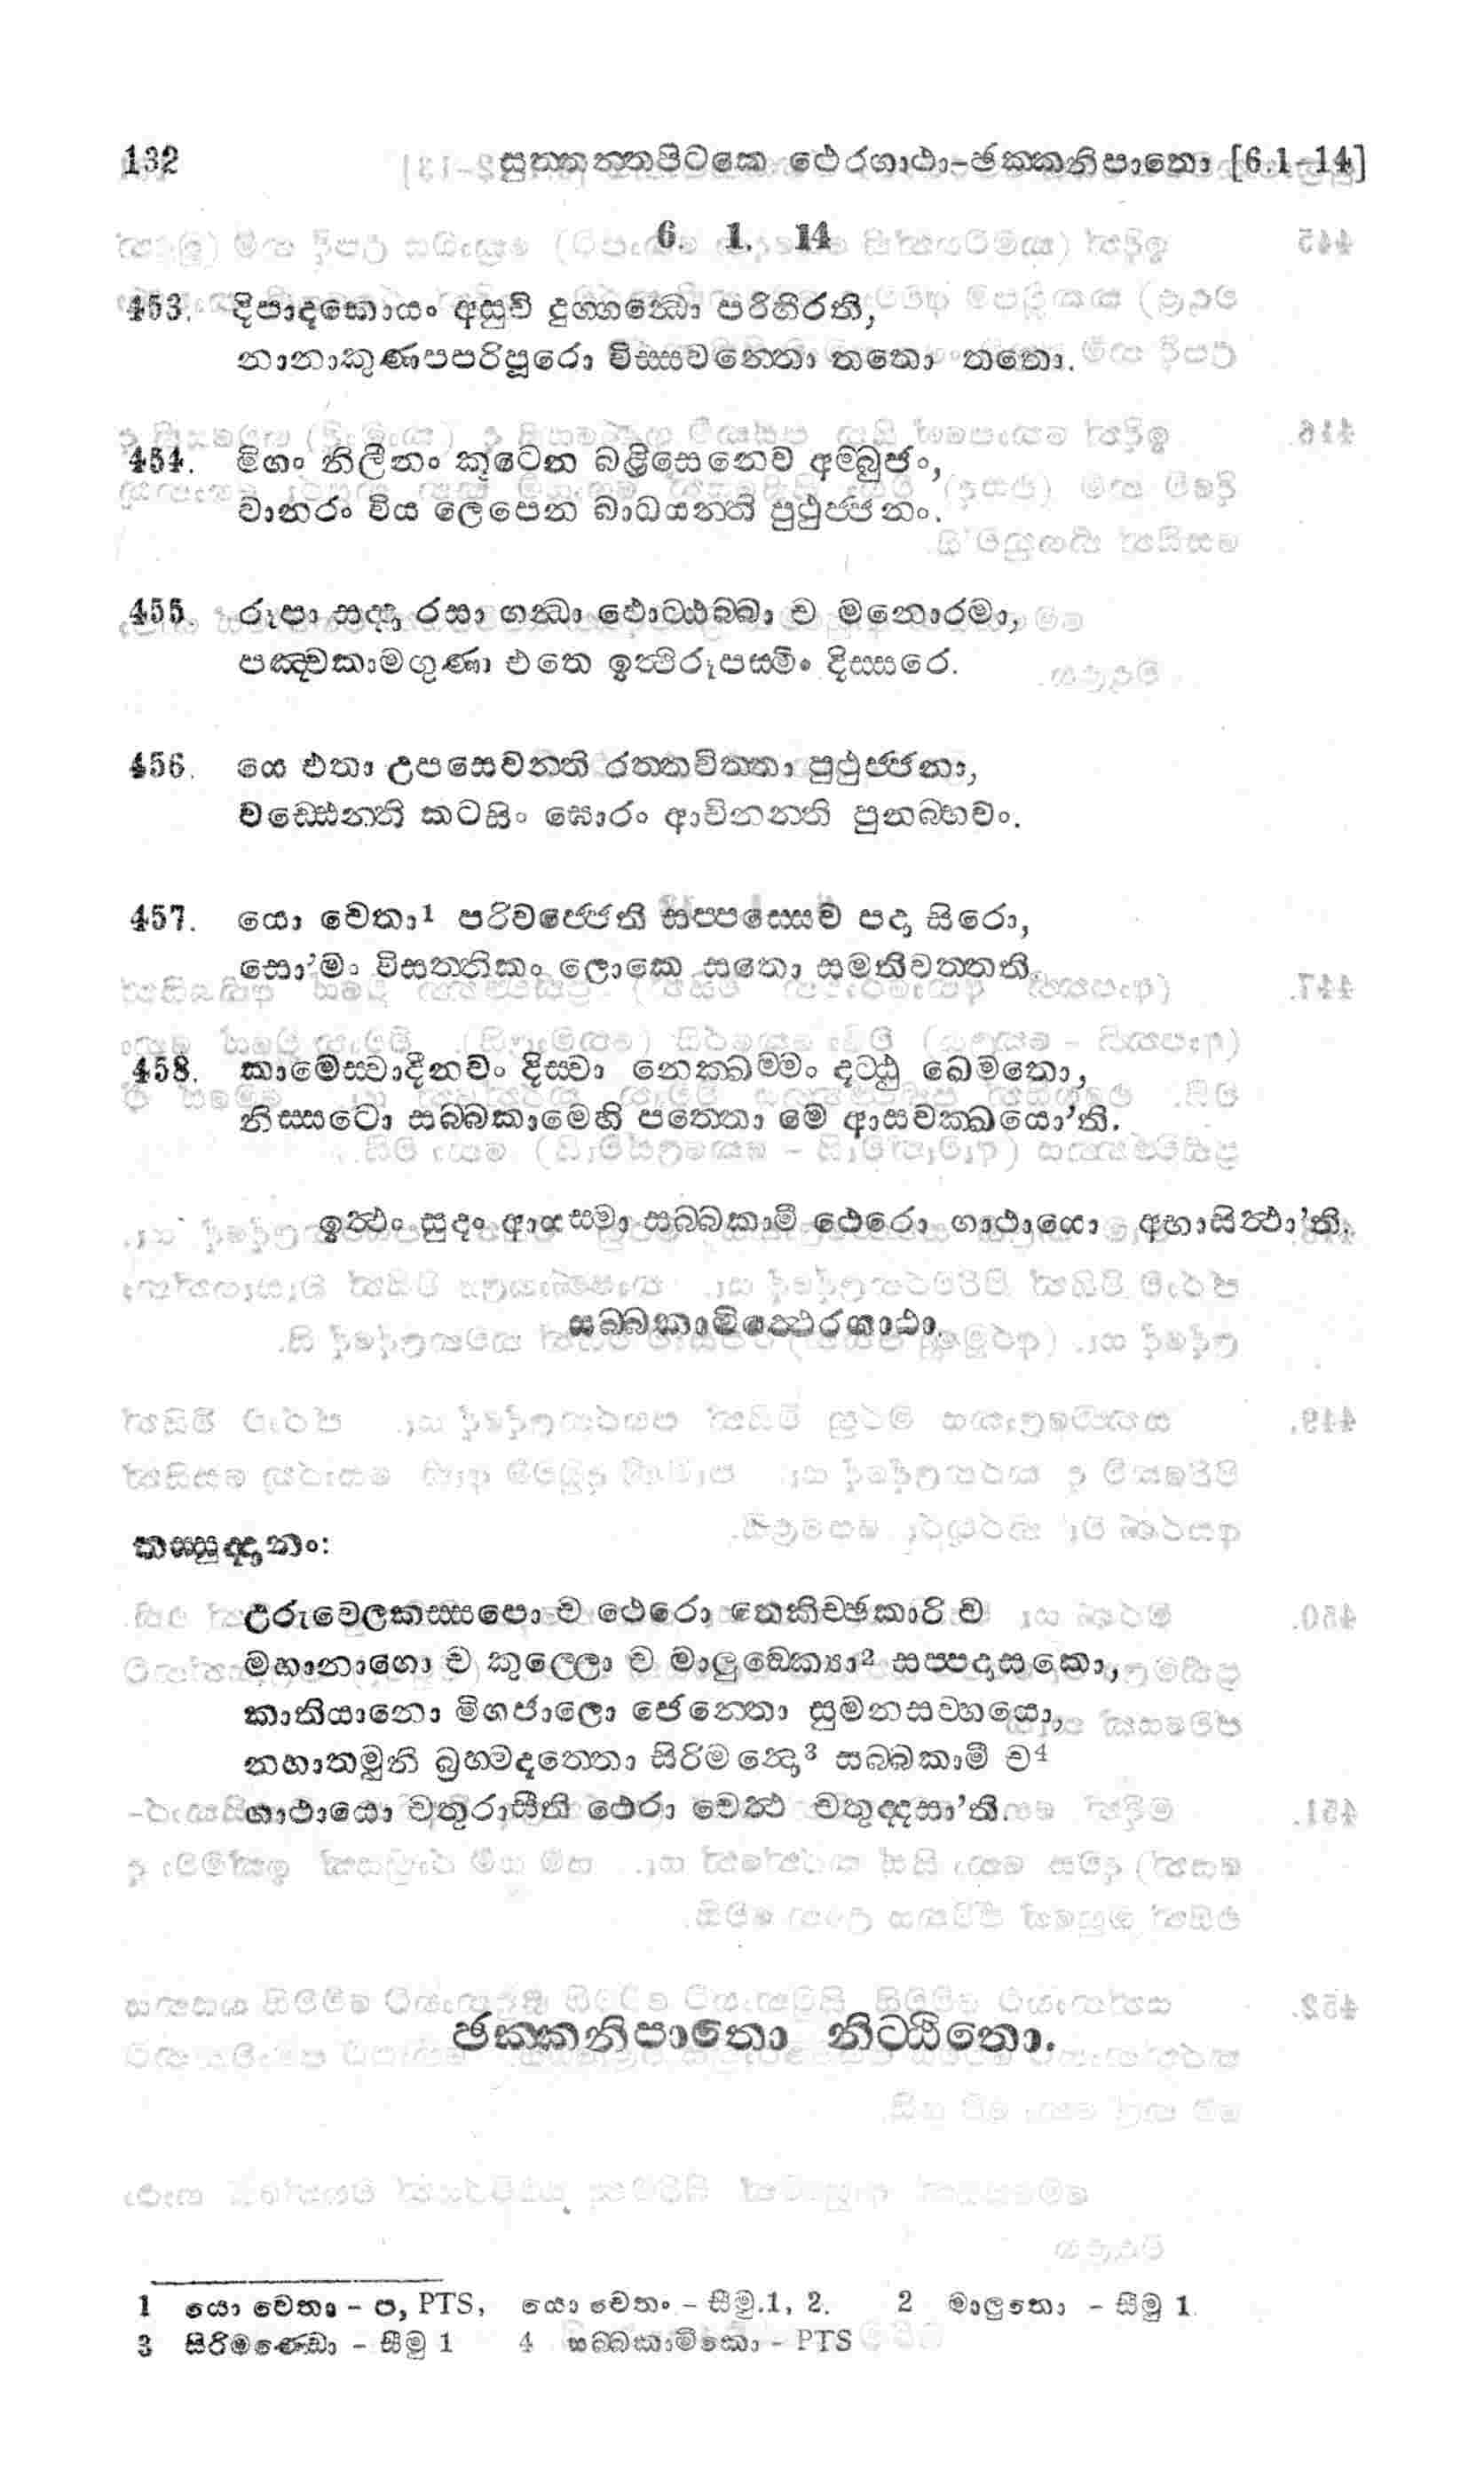 132 සුත්තන්තපිටකෙ ථෙරගාථා-ඡක්කනිපාතො [6.1-14]
6. 1. 14
453. දිපාදකොයං අසුචි දුග්ගන්ධො පරිහිරති,
නානාකුණපපරිපූරො විස්සවන්තො තතො තතො.
454. මිගං නිලීනං කූටෙන බළිසෙනෙව අම්බුජං,
වානරං විය ලෙපෙන බාධයන්ති පුථුජ්ජනං.
455. රූපා සද්දා රසා ගන්ධා ඵොට්ඨබ්බා ච මනොරමා,
පඤ්චකාමගුණා එතෙ ඉත්ථිරූපස්මිං දිස්සරෙ.
456. යෙ එතා උපසෙවන්ති රත්තචිත්තා පුථුජ්ජනා,
වඩ්ඪෙන්ති කටසිං ඝොරං ආචිනන්ති පුනබ්භවං.
457. යො චෙතා1 පරිවජ්ජෙති සප්පස්සෙව පදා සිරො,
සො’මං විසත්තිකං ලොකෙ සතො සමතිවත්තති.
458. කාමෙස්වාදීනවං දිස්වා නෙක්ඛම්මං දට්ඨු ඛෙමතො,
නිස්සටො සබ්බකාමෙහි පත්තො මෙ ආසවක්ඛයො’ති.
ඉත්ථං සුදං ආයස්මා සබ්බකාමී ථෙරො ගාථායො අභාසිත්ථා’ති.
සබ්බකාමිත්ථෙරගාථා.
තස්සුද්දානං:
උරුවෙලකස්සපො ච ථෙරො තෙකිච්ඡකාරි ච
මහානාගො ච කුල්ලො ච මාලුඞ්ක්‍යා2 සප්පදාසකො,
කාතියානො මිගජාලො ජෙන්තො සුමනසව්හයො,
න්හාතමුනි බ්‍රහ්මදත්තො සිරිමන්දො3 සබ්බකාමී ච4
ගාථායො චතුරාසීති ථෙරා චෙත්ථ චතුද්දසා’ති.
ඡක්කනිපාතො නිට්ඨිතො.
1 යො වෙතා - ප, PTS, යො චෙතං - සීමු.1, 2. 2 මාලුතො - සීමු 1.
3 සිරිමණ්ඩො - සීමු 1 4 සබ්බකාමිකො - PTS